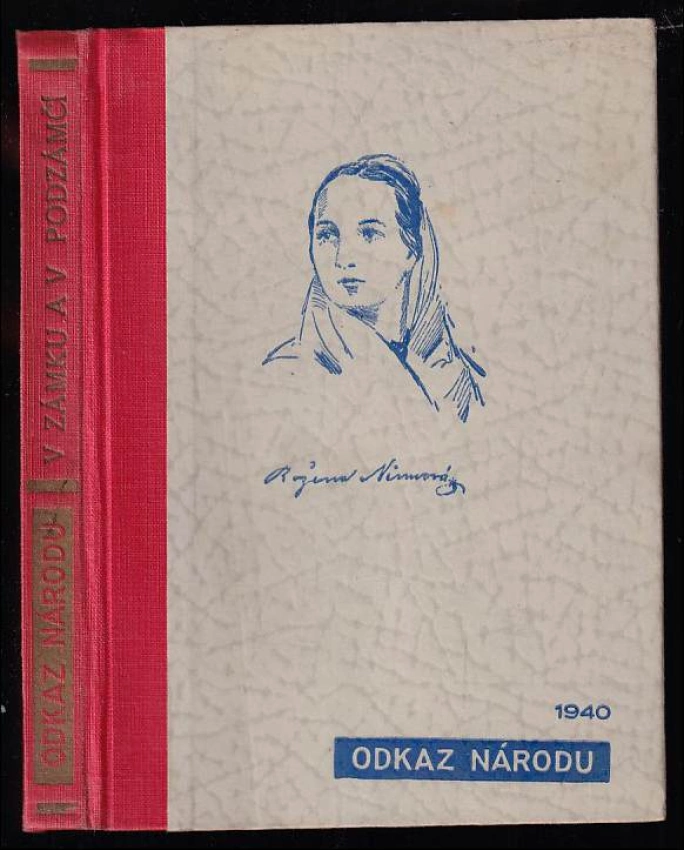 ODKAZ NÁRODU
V ZÁMKU A V PODZÁMČÍ
Božena Němcová
1940
ODKAZ NÁRODU